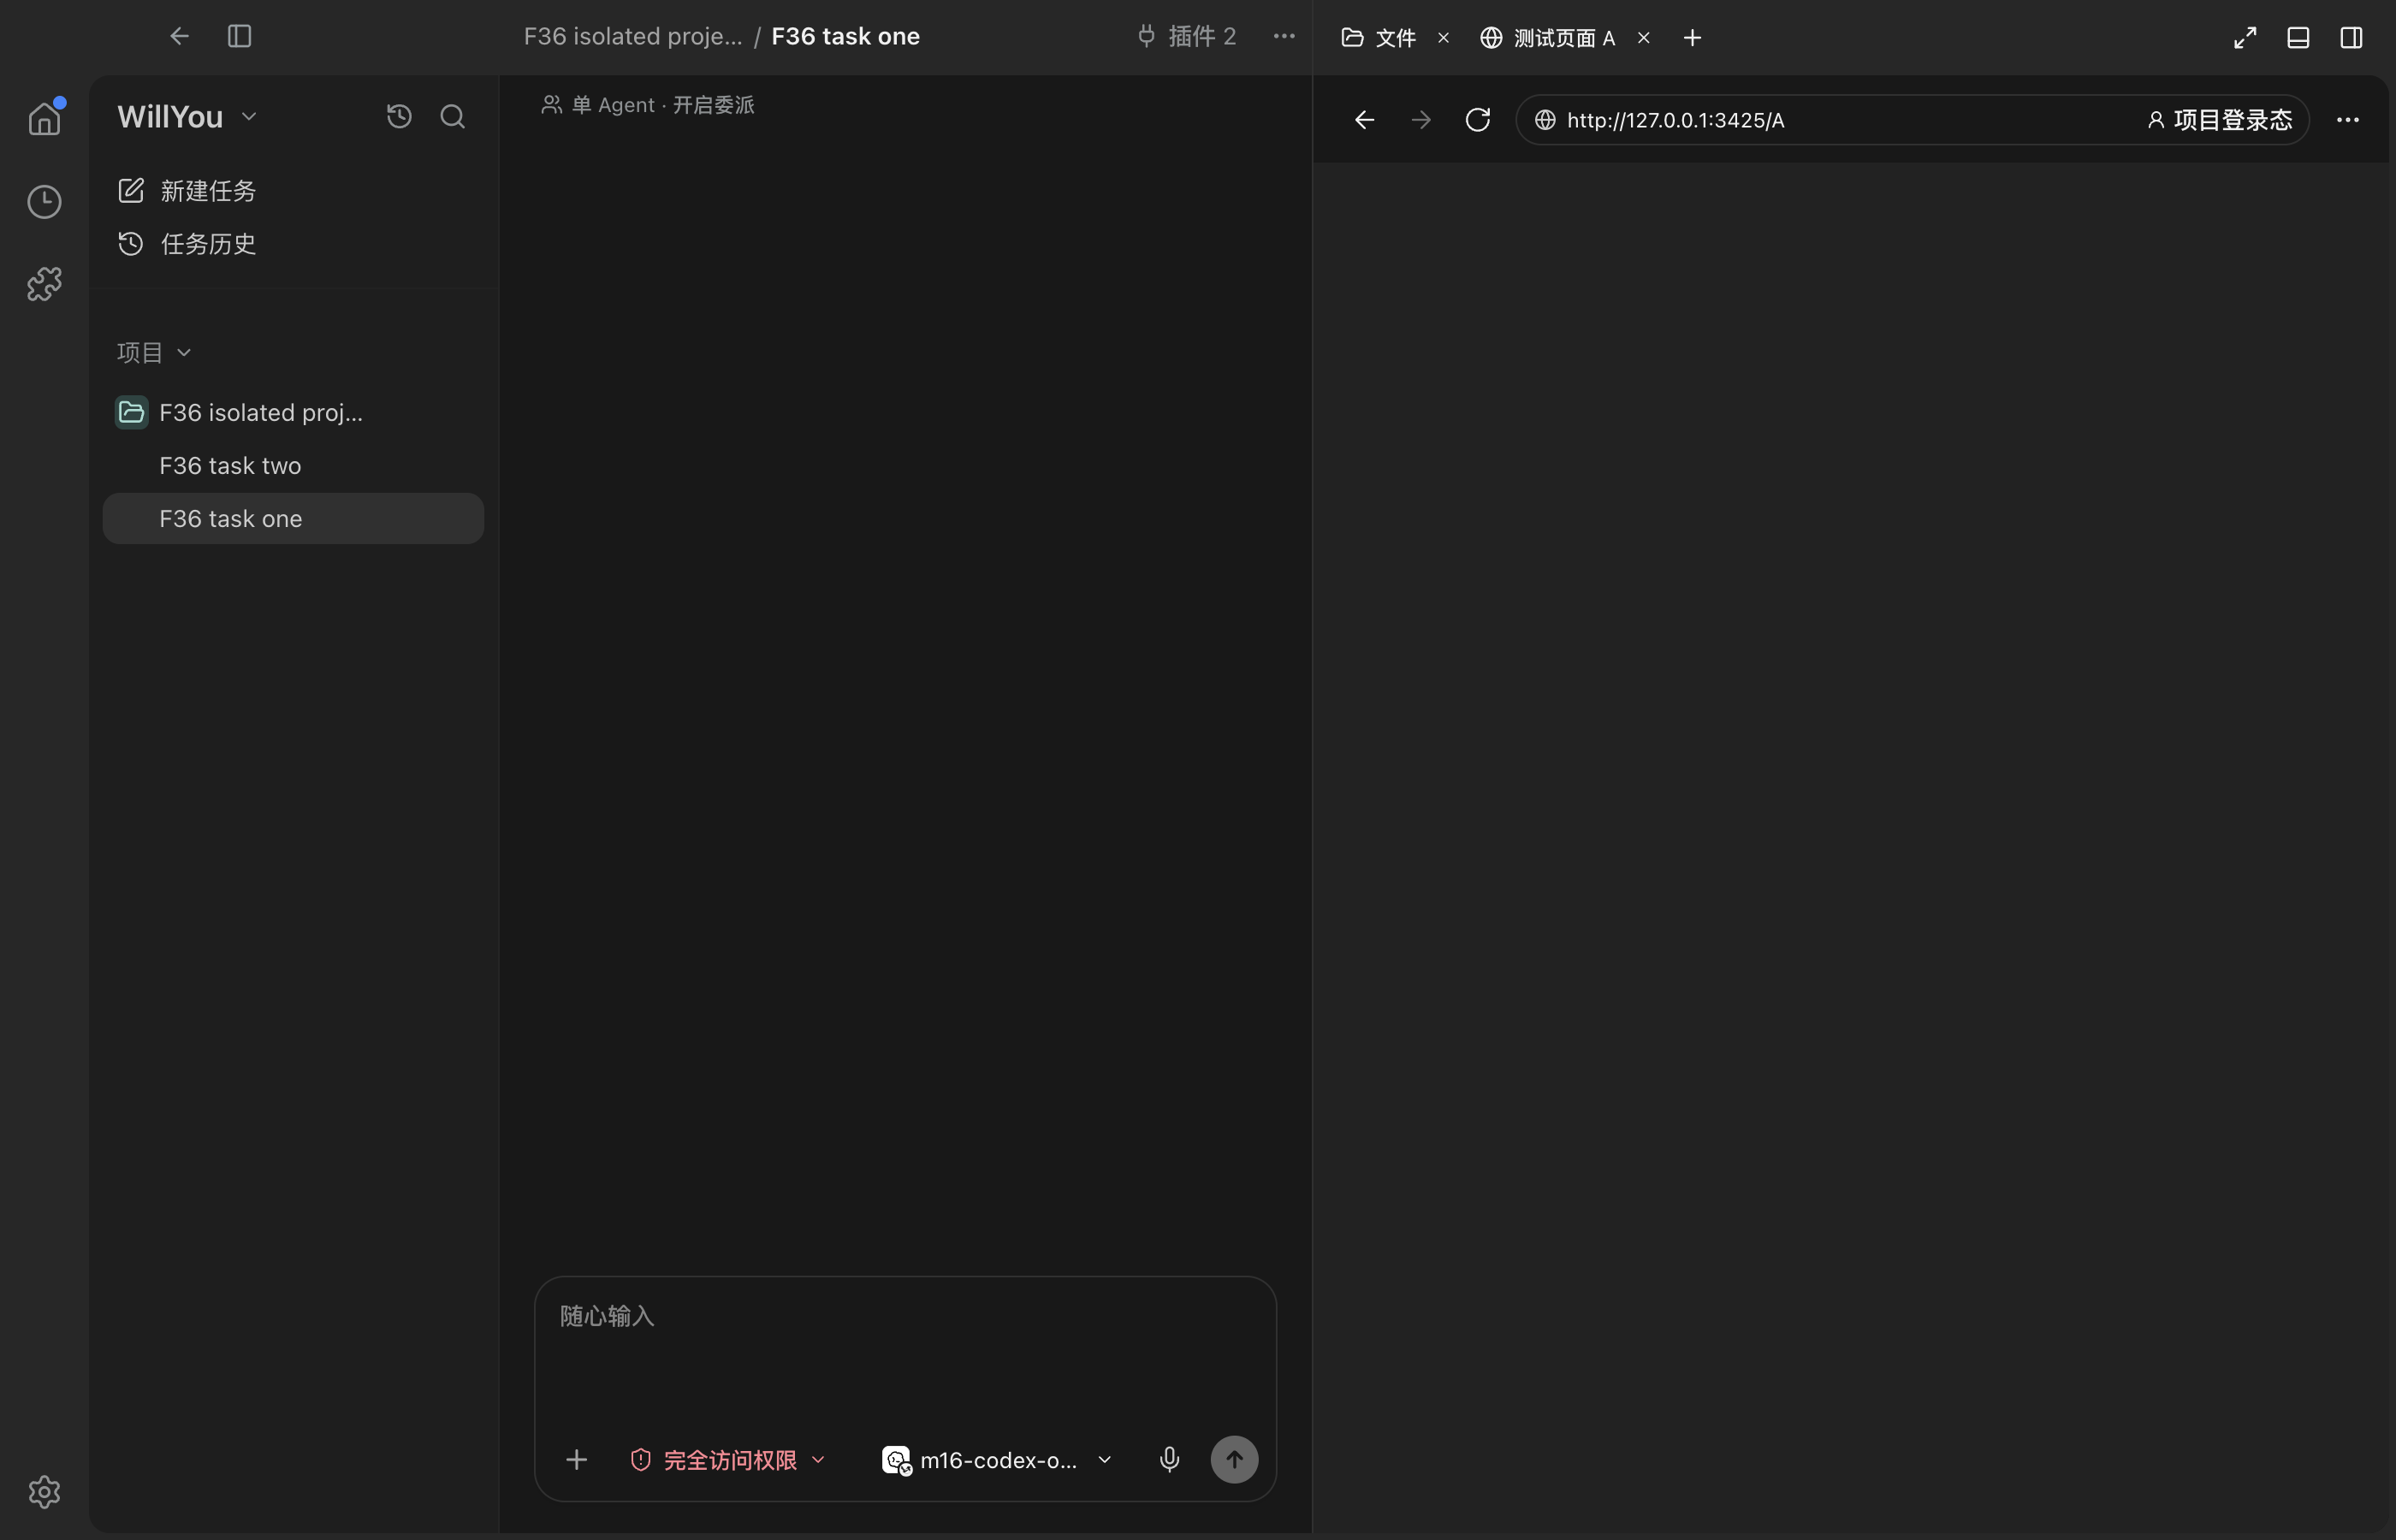 F36 isolated proje... / F36 task one
插件 2
文件
测试页面 A
WillYou
新建任务
任务历史
项目
F36 isolated proj...
F36 task two
F36 task one
单 Agent · 开启委派
http://127.0.0.1:3425/A
项目登录态
随心输入
完全访问权限
m16-codex-o...